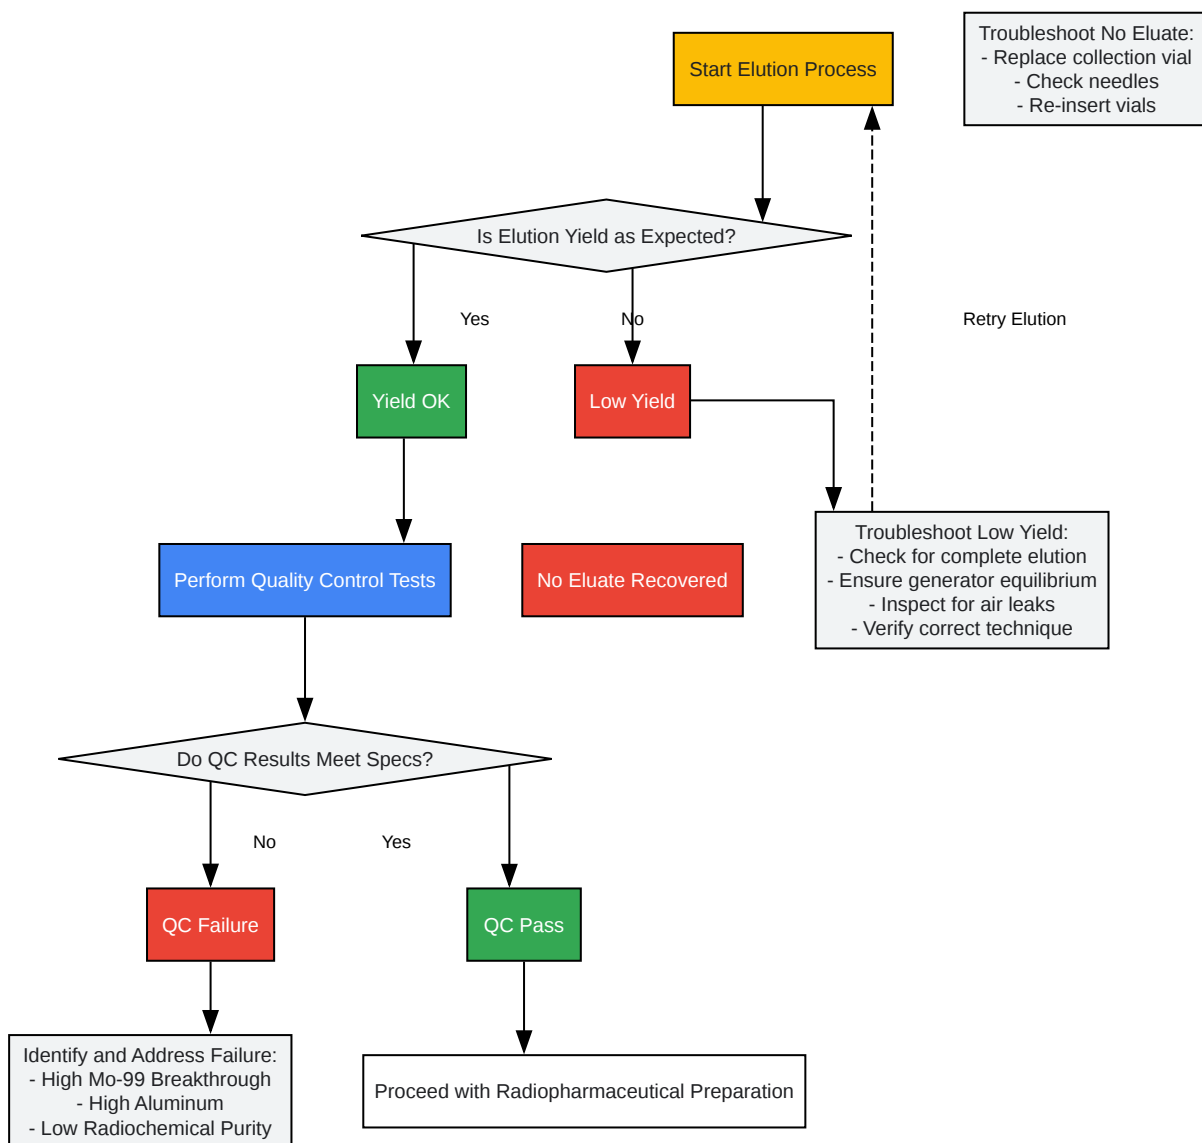 Start Elution Process
Troubleshoot No Eluate:
- Replace collection vial
- Check needles
- Re-insert vials
Is Elution Yield as Expected?
Yes
No
Retry Elution
Yield OK
Low Yield
Perform Quality Control Tests
No Eluate Recovered
Troubleshoot Low Yield:
- Check for complete elution
- Ensure generator equilibrium
- Inspect for air leaks
- Verify correct technique
Do QC Results Meet Specs?
No
Yes
QC Failure
QC Pass
Identify and Address Failure:
- High Mo-99 Breakthrough
- High Aluminum
- Low Radiochemical Purity
Proceed with Radiopharmaceutical Preparation